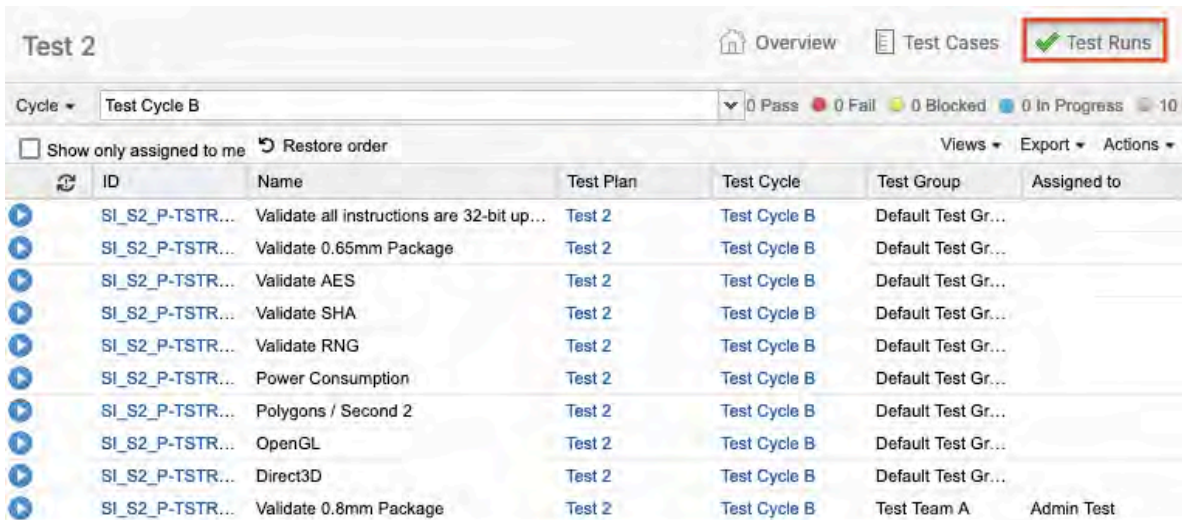 Test 2 Overview Test Cases Test Runs
Cycle Test Cycle B 0 Pass 0 Fail 0 Blocked 0 In Progress 10
Show only assigned to me Restore order Views Export Actions
ID Name Test Plan Test Cycle Test Group Assigned to
SI_S2_P-TSTR... Validate all instructions are 32-bit up... Test 2 Test Cycle B Default Test Gr...
SI_S2_P-TSTR... Validate 0.65mm Package Test 2 Test Cycle B Default Test Gr...
SI_S2_P-TSTR... Validate AES Test 2 Test Cycle B Default Test Gr...
SI_S2_P-TSTR... Validate SHA Test 2 Test Cycle B Default Test Gr...
SI_S2_P-TSTR... Validate RNG Test 2 Test Cycle B Default Test Gr...
SI_S2_P-TSTR... Power Consumption Test 2 Test Cycle B Default Test Gr...
SI_S2_P-TSTR... Polygons / Second 2 Test 2 Test Cycle B Default Test Gr...
SI_S2_P-TSTR... OpenGL Test 2 Test Cycle B Default Test Gr...
SI_S2_P-TSTR... Direct3D Test 2 Test Cycle B Default Test Gr...
SI_S2_P-TSTR... Validate 0.8mm Package Test 2 Test Cycle B Test Team A Admin Test